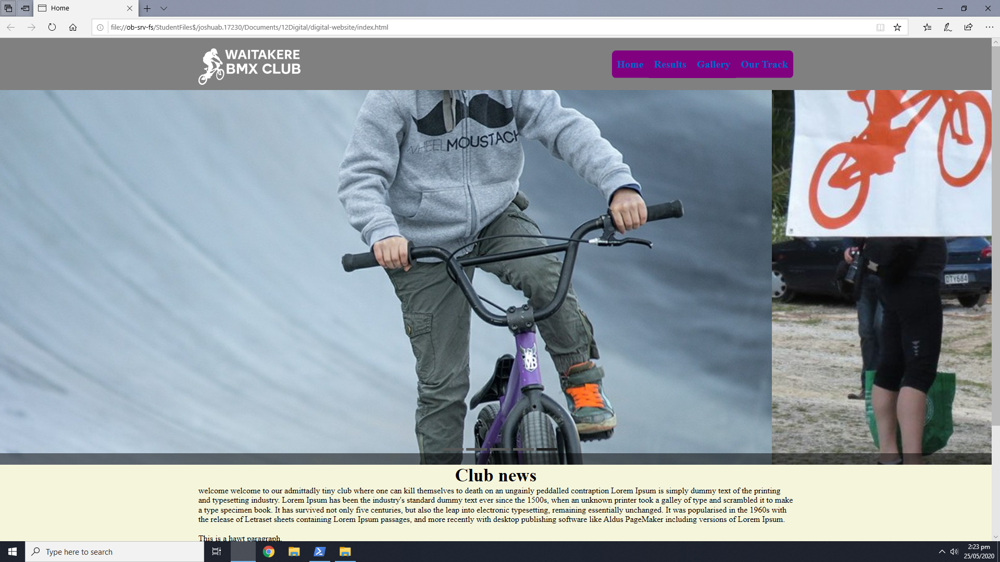 Home
file://ob-srv-fs/StudentFiles$/joshuab.17230/Documents/12Digital/digital-website/index.html
WAITAKERE
BMX CLUB
Home Results Gallery Our Track
WHEELMOUSTACH
DTY684
MB
Club news
welcome welcome to our admittadly tiny club where one can kill themselves to death on an ungainly peddalled contraption Lorem Ipsum is simply dummy text of the printing
and typesetting industry. Lorem Ipsum has been the industry's standard dummy text ever since the 1500s, when an unknown printer took a galley of type and scrambled it to make
a type specimen book. It has survived not only five centuries, but also the leap into electronic typesetting, remaining essentially unchanged. It was popularised in the 1960s with
the release of Letraset sheets containing Lorem Ipsum passages, and more recently with desktop publishing software like Aldus PageMaker including versions of Lorem Ipsum.
This is a hawt paragraph.
Type here to search
2:23 pm
25/05/2020